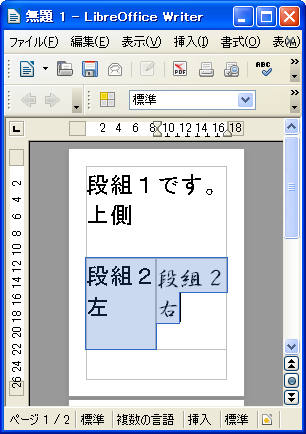 無題 1 - LibreOffice Writer
ファイル(F) 編集(E) 表示(V) 挿入(I) 書式(O) 表(A)
PDF ABC
標準
2 4 6 8 10 12 14 16 18
段組１です。
上側
段組２
左
段組２
右
2 4 6 8 10 12 14 16 18 20 22 24 26
ページ 1 / 2 標準 複数の言語 挿入 標準